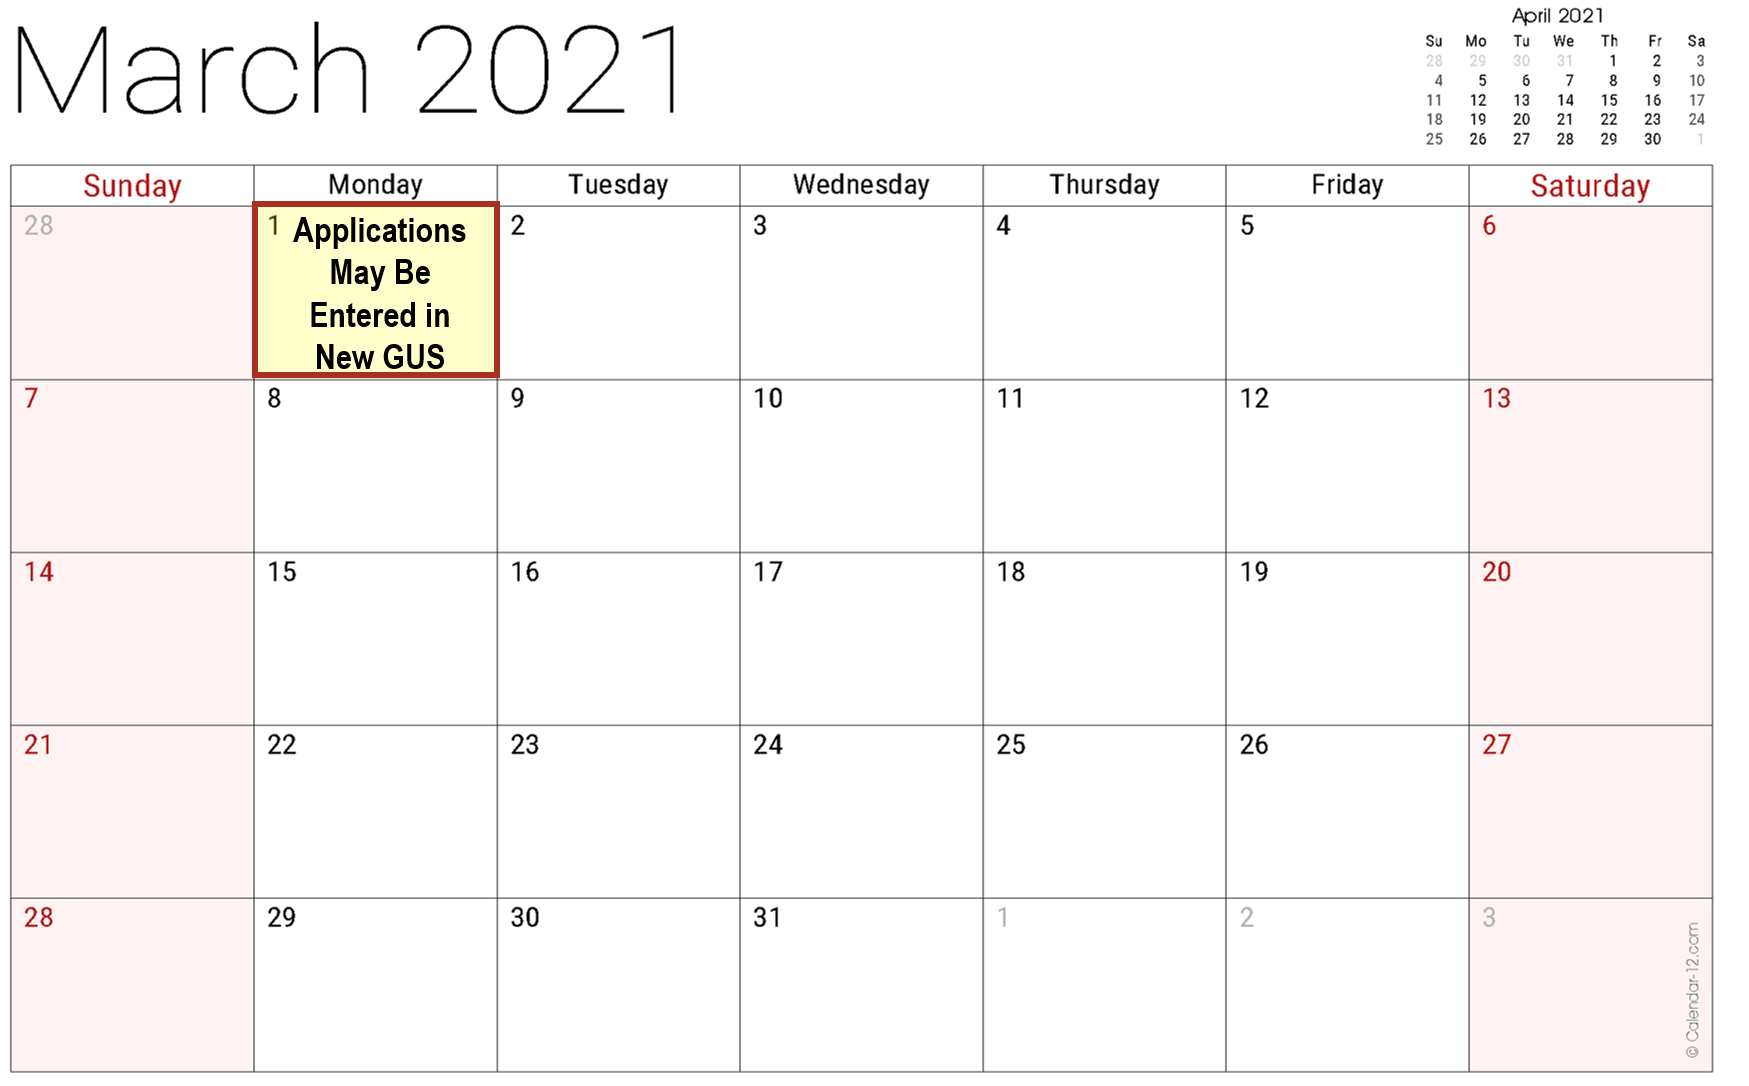 March 2021
April 2021
Su Mo Tu We Th Fr Sa
28 29 30 31 1 2 3
4 5 6 7 8 9 10
11 12 13 14 15 16 17
18 19 20 21 22 23 24
25 26 27 28 29 30 1
Sunday Monday Tuesday Wednesday Thursday Friday Saturday
28 1 2 3 4 5 6
Applications
May Be
Entered in
New GUS
7 8 9 10 11 12 13
14 15 16 17 18 19 20
21 22 23 24 25 26 27
28 29 30 31 1 2 3
© Calendar-12.com